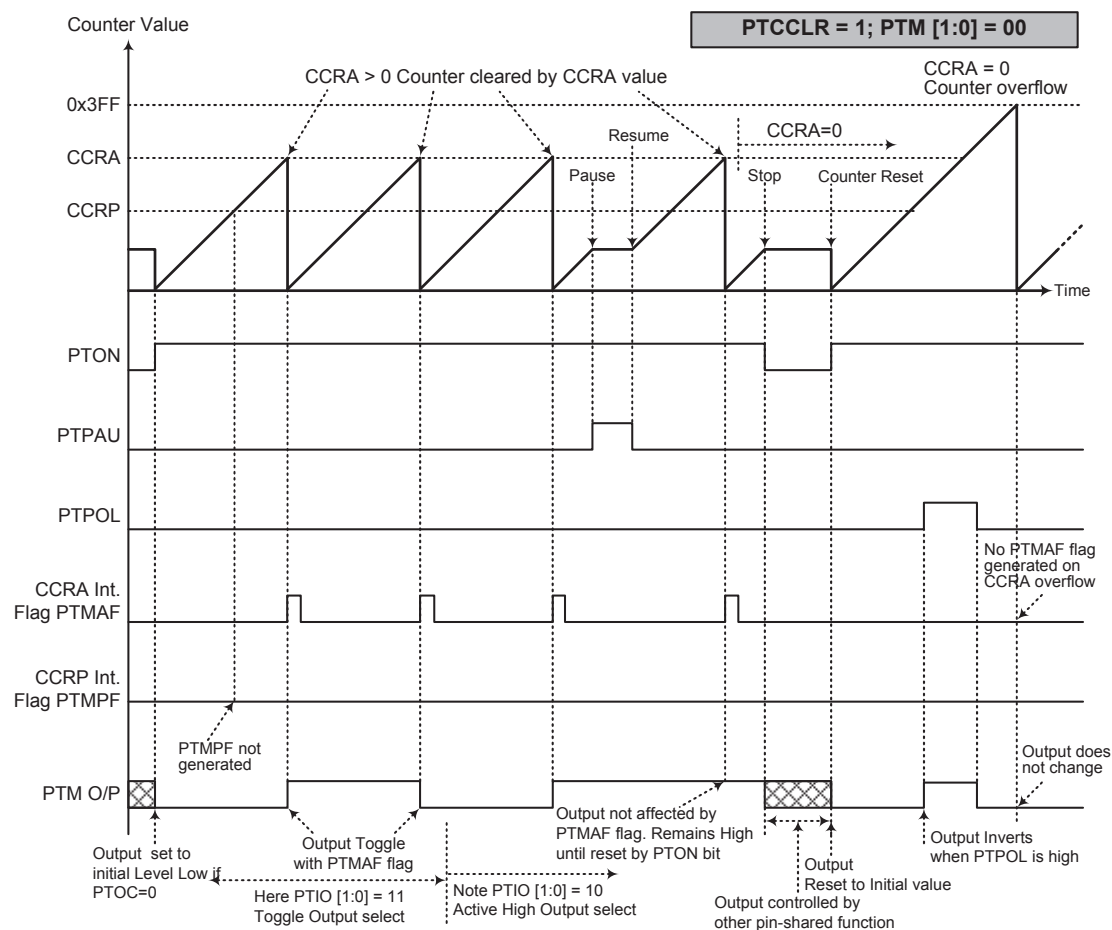 Counter Value
PTCCLR = 1; PTM [1:0] = 00
CCRA > 0 Counter cleared by CCRA value
CCRA = 0
Counter overflow
0x3FF
Resume
CCRA=0
CCRA
Pause
Stop
Counter Reset
CCRP
Time
PTON
PTPAU
PTPOL
No PTMAF flag
generated on
CCRA overflow
CCRA Int.
Flag PTMAF
CCRP Int.
Flag PTMPF
PTMPF not
generated
Output does
not change
PTM O/P
Output set to
initial Level Low if
PTOC=0
Output Toggle
with PTMAF flag
Output not affected by
PTMAF flag. Remains High
until reset by PTON bit
Output Inverts
when PTPOL is high
Output
Reset to Initial value
Here PTIO [1:0] = 11
Toggle Output select
Note PTIO [1:0] = 10
Active High Output select
Output controlled by
other pin-shared function